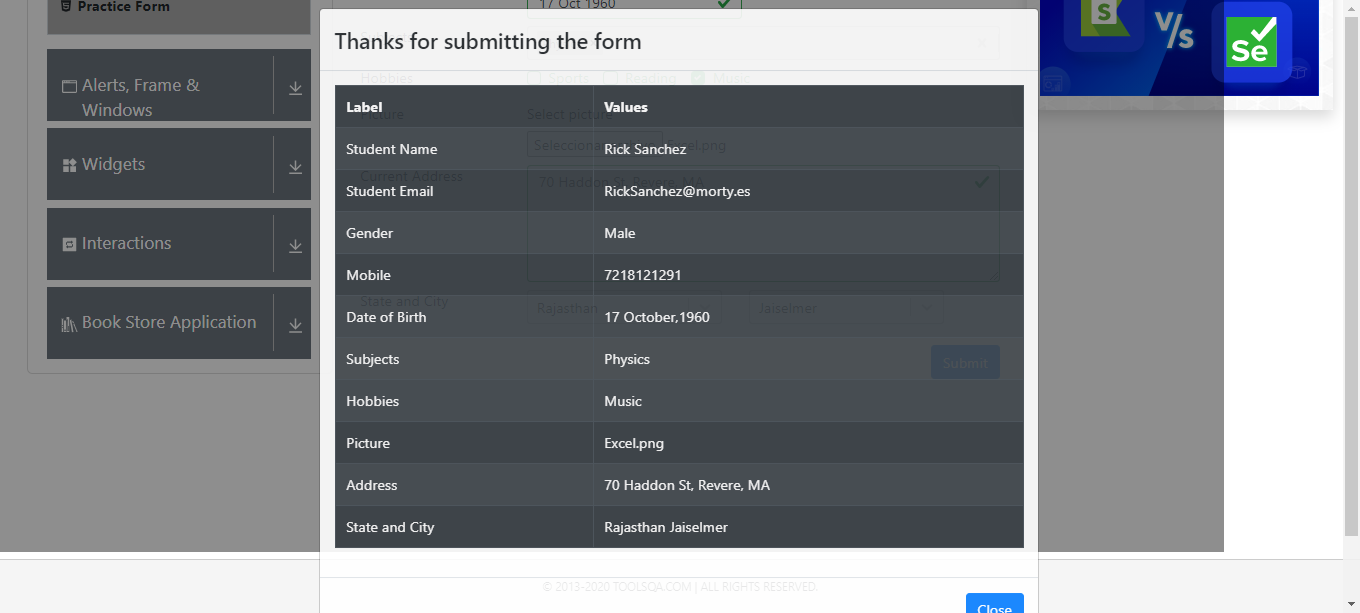 Practice Form
Alerts, Frame &
Windows
Widgets
Interactions
Book Store Application
17 Oct 1960
Thanks for submitting the form
Hobbies Sports Reading Music
Label Values
Picture Select picture
Student Name Rick Sanchez
Excel.png
Current Address 70 Haddon St, Revere, MA
Student Email RickSanchez@morty.es
Gender Male
Mobile 7218121291
State and City Rajasthan Jaiselmer
Date of Birth 17 October,1960
Subjects Physics
Submit
Hobbies Music
Picture Excel.png
Address 70 Haddon St, Revere, MA
State and City Rajasthan Jaiselmer
© 2013-2020 TOOLSQA.COM | ALL RIGHTS RESERVED.
Close
S
V/s
Se